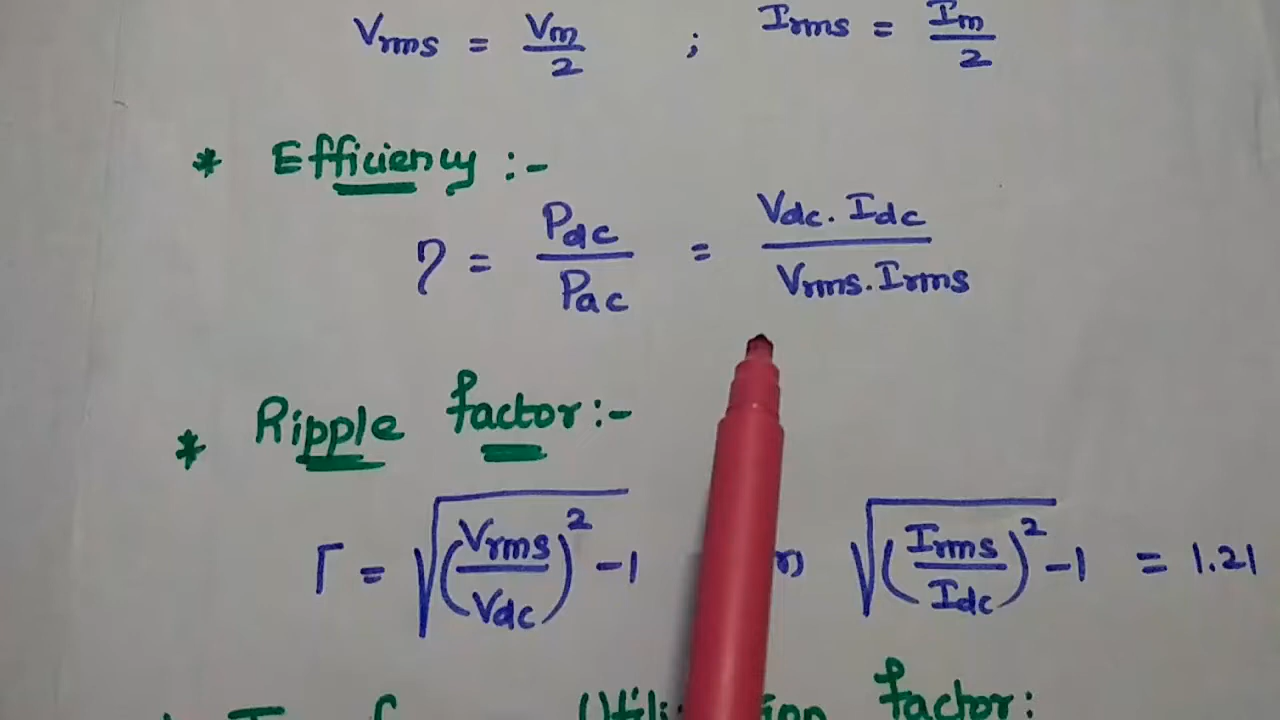 Vrms = Vm/2 ; Irms = Im/2
* Efficiency :-
η = Pdc/Pac = Vdc. Idc/Vrms. Irms
* Ripple factor :-
Γ = √(Vrms/Vdc)² -1 √(Irms/Idc)² -1 = 1.21
factor: